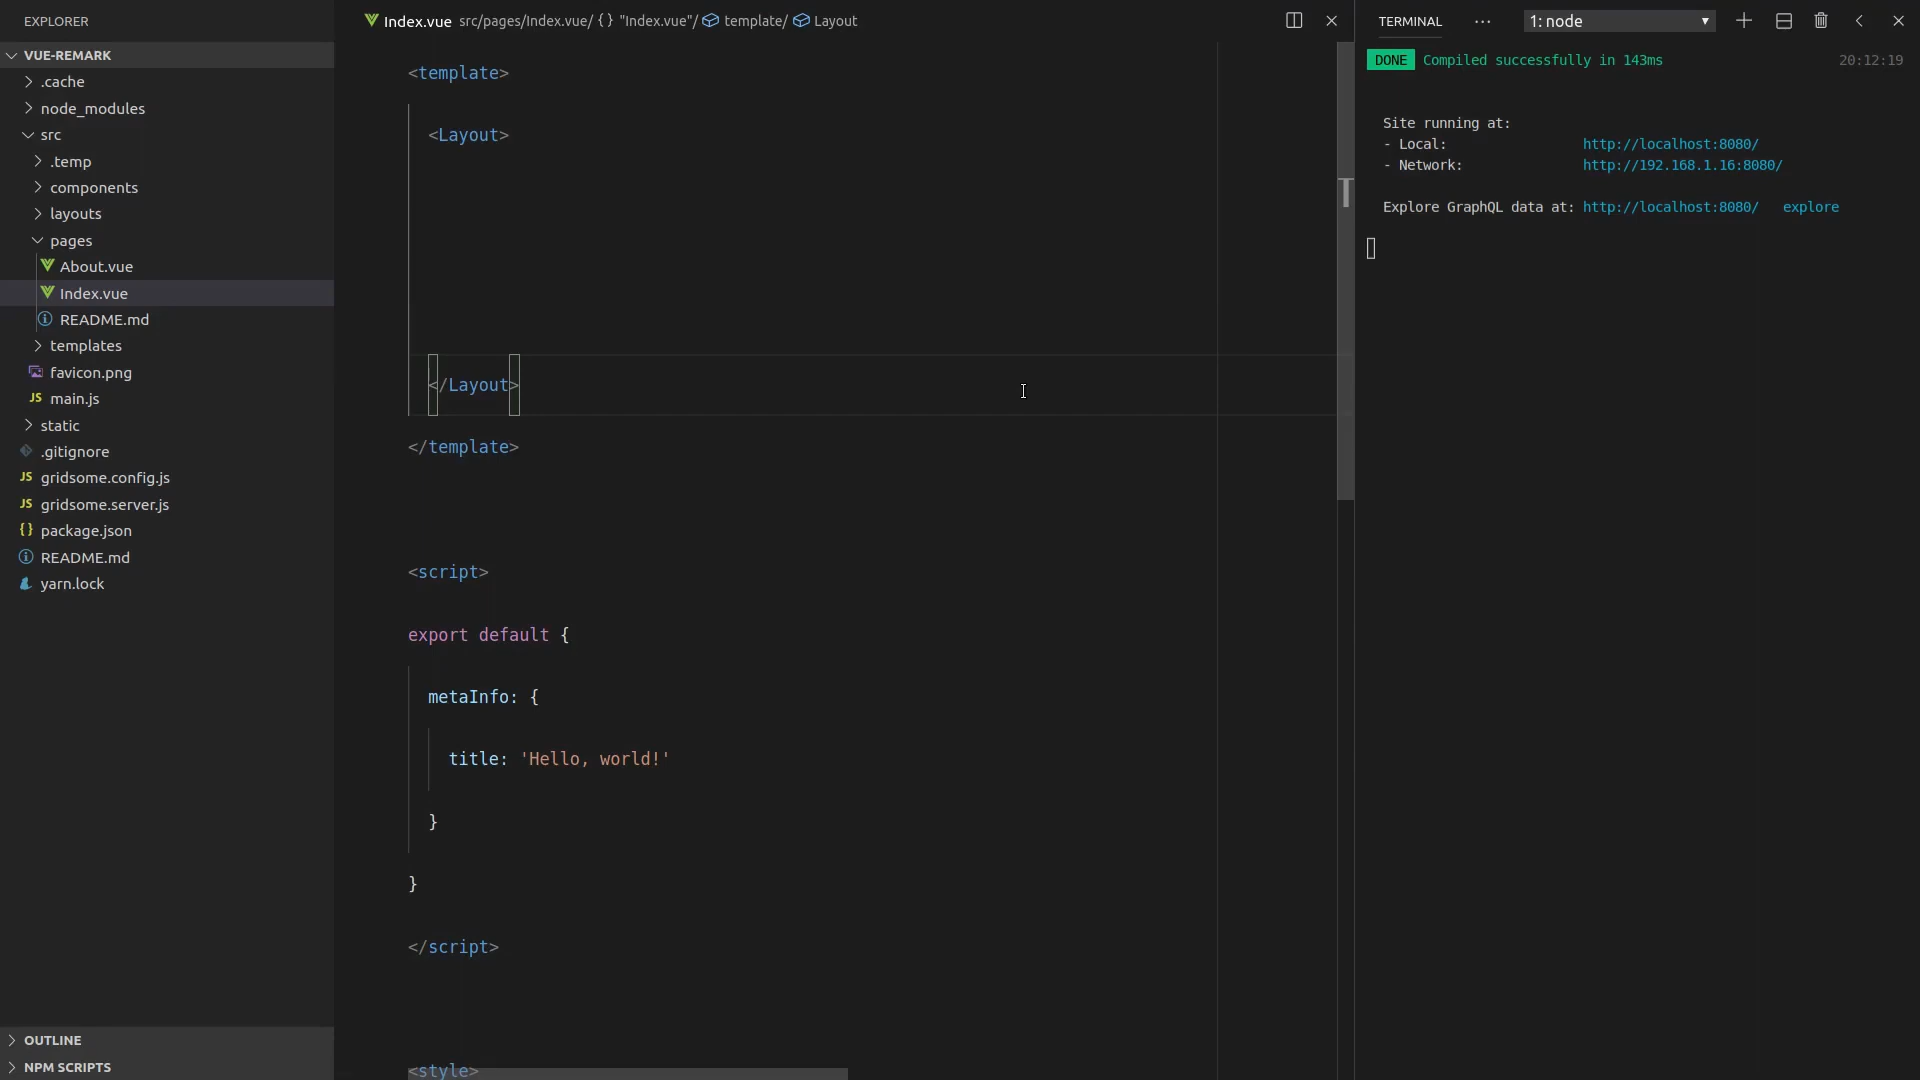 EXPLORER
VUE-REMARK
.cache
node_modules
src
.temp
components
layouts
pages
About.vue
Index.vue
README.md
templates
favicon.png
JS main.js
static
.gitignore
JS gridsome.config.js
JS gridsome.server.js
{ } package.json
README.md
yarn.lock
OUTLINE
NPM SCRIPTS
Index.vue src/pages/Index.vue/ { } "Index.vue"/ template/ Layout
<template>
<Layout>
</Layout>
</template>
<script>
export default {
metaInfo: {
title: 'Hello, world!'
}
}
</script>
<style>
TERMINAL ··· 1: node
DONE Compiled successfully in 143ms 20:12:19
Site running at:
- Local: http://localhost:8080/
- Network: http://192.168.1.16:8080/
Explore GraphQL data at: http://localhost:8080/ explore